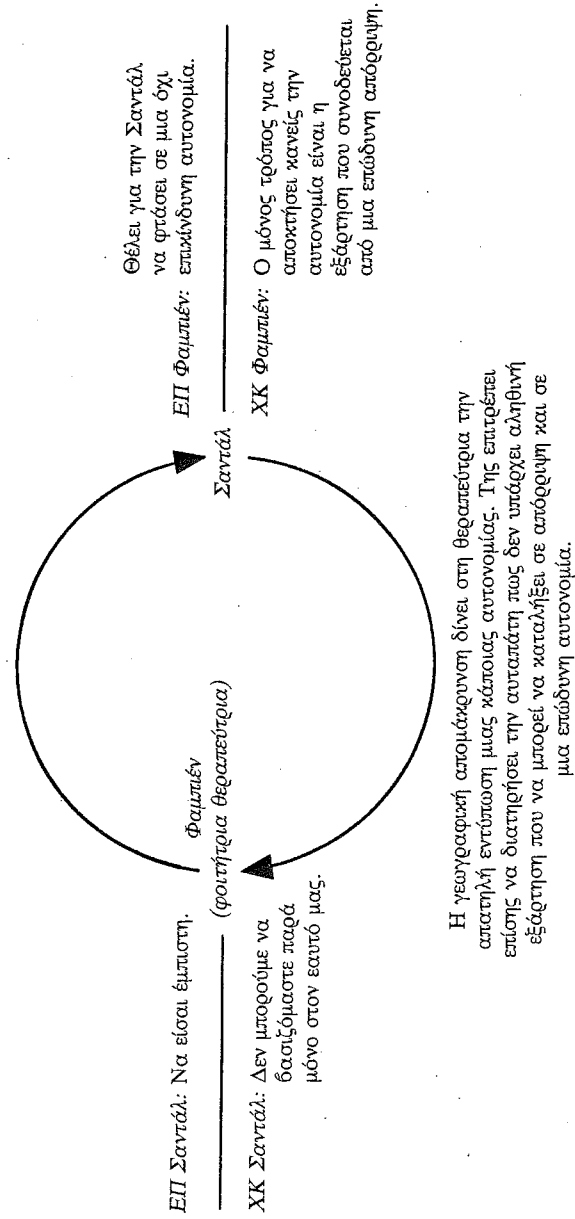 ΕΠ Σαντάλ: Να είσαι έμπιστη.
ΧΚ Σαντάλ: Δεν μπορούμε να
βασιζόμαστε παρά
μόνο στον εαυτό μας.
Φαμπιέν
(φοιτήτρια θεραπεύτρια)
Σαντάλ
Θέλει για την Σαντάλ
να φτάσει σε μια όχι
ΕΠ Φαμπιέν: επικίνδυνη αυτονομία.
ΧΚ Φαμπιέν: Ο μόνος τρόπος για να
αποκτήσει κανείς την
αυτονομία είναι η
εξάρτηση που συνοδεύεται
από μια επώδυνη απόρριψη.
Η γεωγραφική απομάκρυνση δίνει στη θεραπεύτρια την
απατηλή εντύπωση μιας κάποιας αυτονομίας. Της επιτρέπει
επίσης να διατηρήσει την αυταπάτη πως δεν υπάρχει αληθινή
εξάρτηση που να μπορεί να καταλήξει σε απόρριψη και σε
μια επώδυνη αυτονομία.